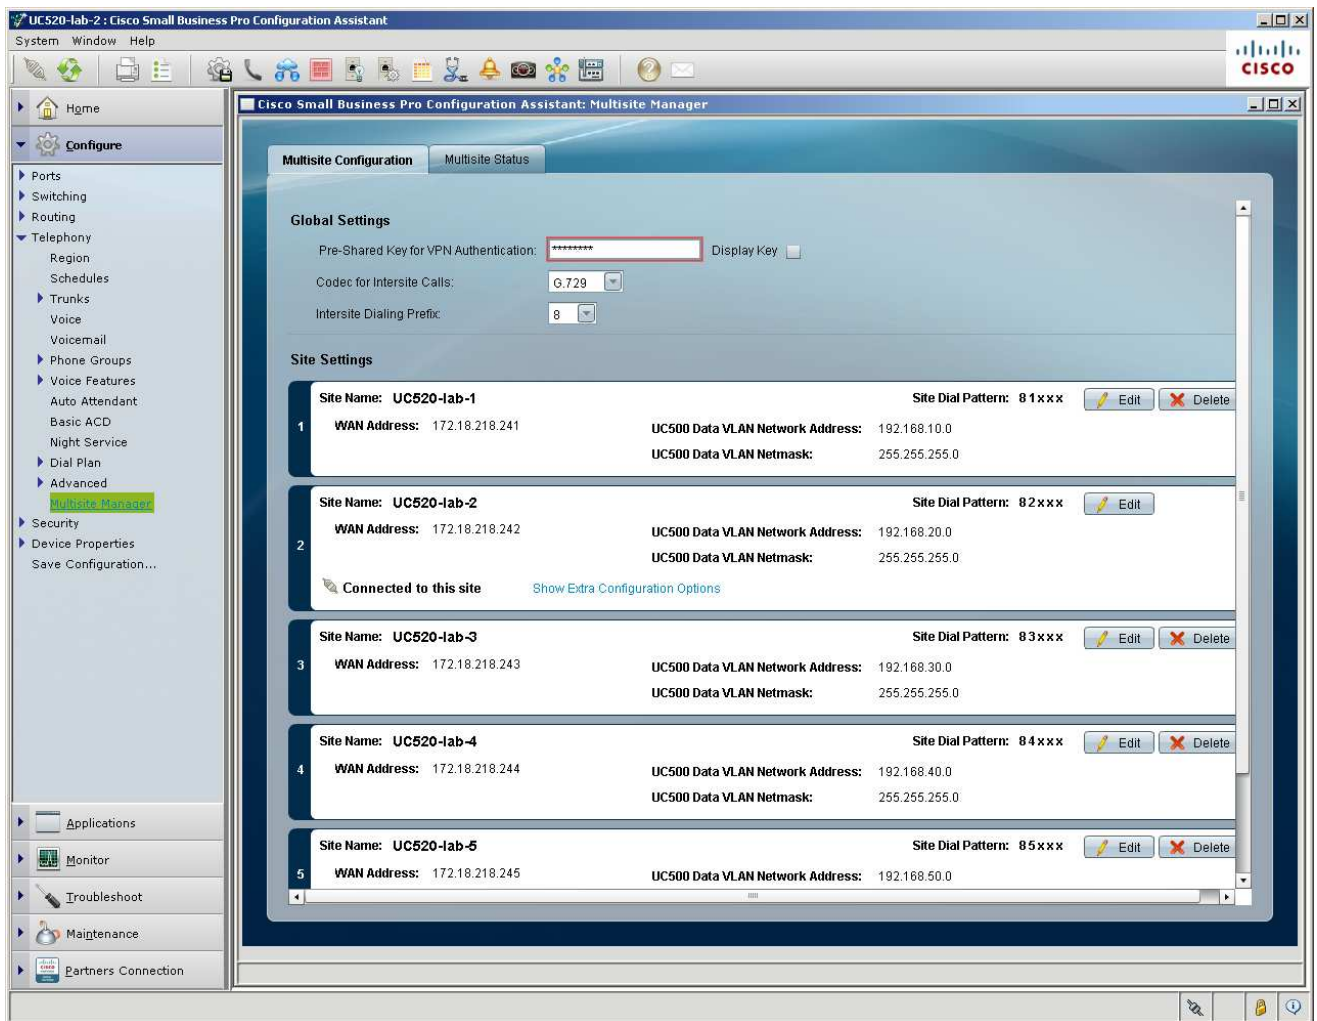 UC520-lab-2 : Cisco Small Business Pro Configuration Assistant
System Window Help
CISCO
Home
Configure
Ports
Switching
Routing
Telephony
Region
Schedules
Trunks
Voice
Voicemail
Phone Groups
Voice Features
Auto Attendant
Basic ACD
Night Service
Dial Plan
Advanced
Multisite Manager
Security
Device Properties
Save Configuration...
Applications
Monitor
Troubleshoot
Maintenance
Partners Connection
Cisco Small Business Pro Configuration Assistant: Multisite Manager
Multisite Configuration Multisite Status
Global Settings
Pre-Shared Key for VPN Authentication: ******** Display Key
Codec for Intersite Calls: G.729
Intersite Dialing Prefix: 8
Site Settings
1
Site Name: UC520-lab-1 Site Dial Pattern: 81xxx Edit Delete
WAN Address: 172.18.218.241 UC500 Data VLAN Network Address: 192.168.10.0
UC500 Data VLAN Netmask: 255.255.255.0
2
Site Name: UC520-lab-2 Site Dial Pattern: 82xxx Edit
WAN Address: 172.18.218.242 UC500 Data VLAN Network Address: 192.168.20.0
UC500 Data VLAN Netmask: 255.255.255.0
Connected to this site Show Extra Configuration Options
3
Site Name: UC520-lab-3 Site Dial Pattern: 83xxx Edit Delete
WAN Address: 172.18.218.243 UC500 Data VLAN Network Address: 192.168.30.0
UC500 Data VLAN Netmask: 255.255.255.0
4
Site Name: UC520-lab-4 Site Dial Pattern: 84xxx Edit Delete
WAN Address: 172.18.218.244 UC500 Data VLAN Network Address: 192.168.40.0
UC500 Data VLAN Netmask: 255.255.255.0
5
Site Name: UC520-lab-5 Site Dial Pattern: 85xxx Edit Delete
WAN Address: 172.18.218.245 UC500 Data VLAN Network Address: 192.168.50.0